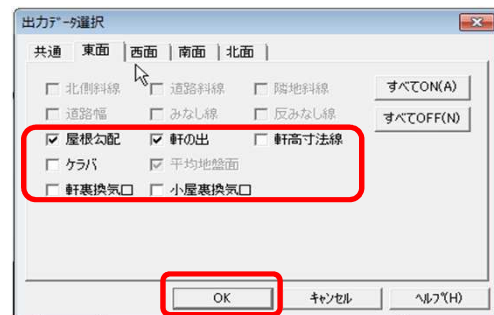 出力ﾃﾞｰﾀ選択
共通 東面 西面 南面 北面
北側斜線 道路斜線 隣地斜線 すべてON(A)
道路幅 みなし線 反みなし線 すべてOFF(N)
屋根勾配 軒の出 軒高寸法線
ケラバ 平均地盤面
軒裏換気口 小屋裏換気口
OK ｷｬﾝｾﾙ ﾍﾙﾌﾟ(H)